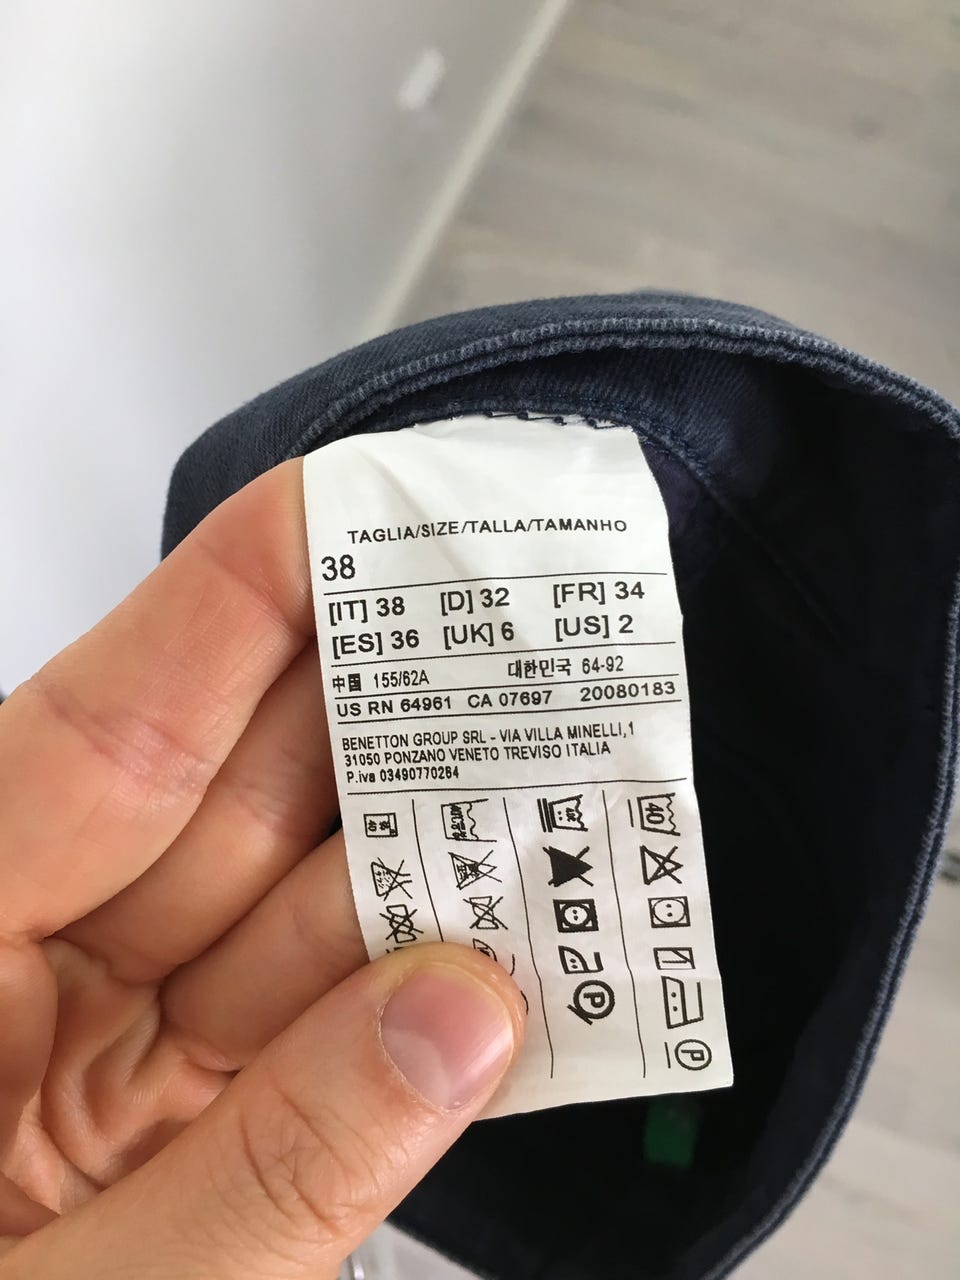 TAGLIA/SIZE/TALLA/TAMANHO
38
[IT] 38 [D] 32 [FR] 34
[ES] 36 [UK] 6 [US] 2
中国 155/62A 대한민국 64-92
US RN 64961 CA 07697 20080183
BENETTON GROUP SRL - VIA VILLA MINELLI,1
31050 PONZANO VENETO TREVISO ITALIA
P.iva 03490770264
40
40
P
P